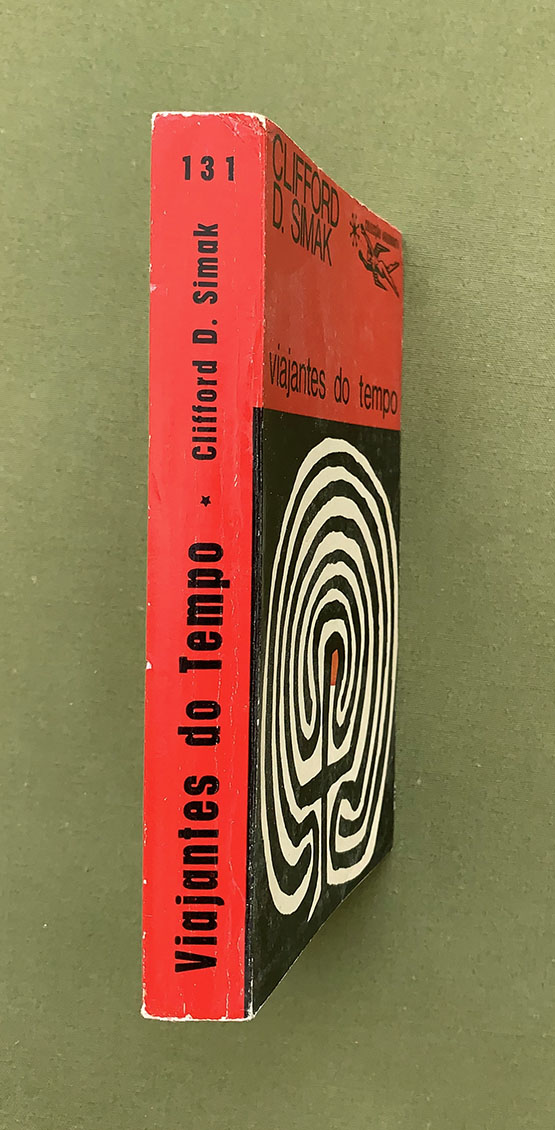 131
Viajantes do Tempo * Clifford D. Simak
CLIFFORD
D. SIMAK
viajantes do tempo